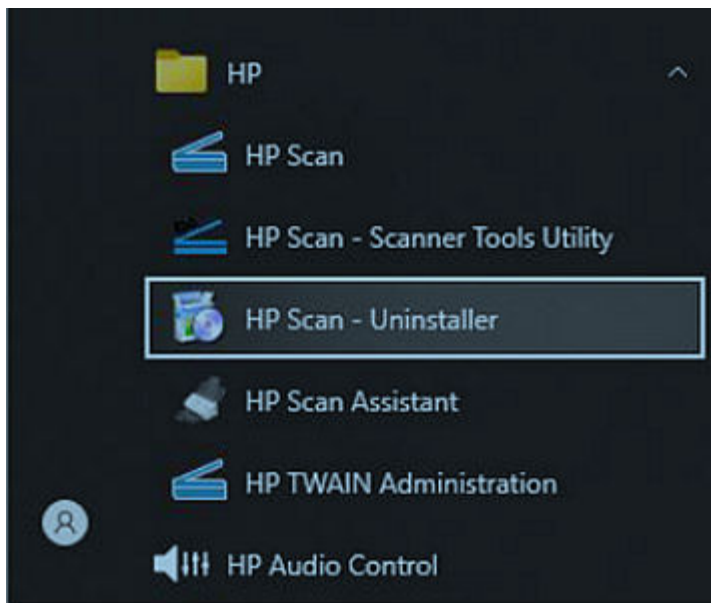 HP
HP Scan
HP Scan - Scanner Tools Utility
HP Scan - Uninstaller
HP Scan Assistant
HP TWAIN Administration
HP Audio Control